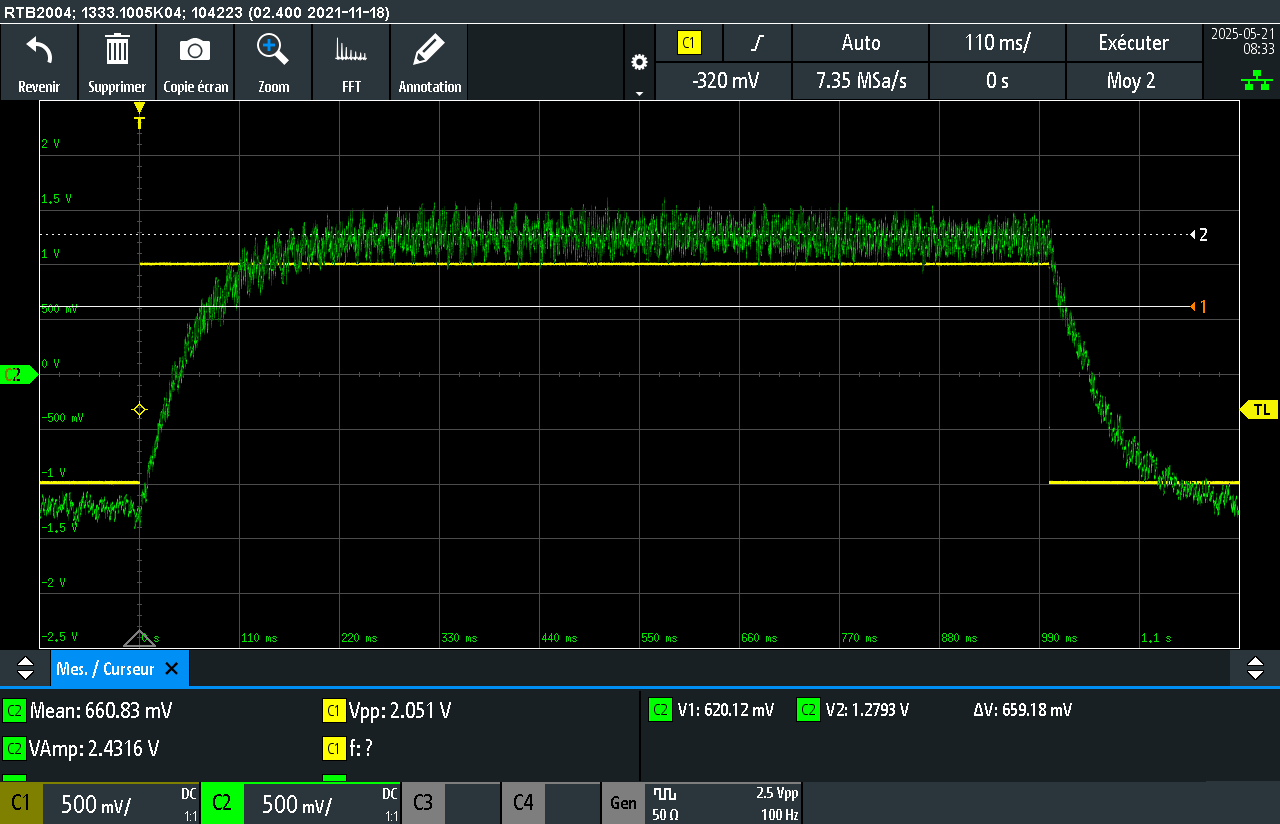 RTB2004; 1333.1005K04; 104223 (02.400 2021-11-18)
Revenir
Supprimer
Copie écran
Zoom
FFT
Annotation
C1
Auto
110 ms/
Exécuter
2025-05-21
08:33
-320 mV
7.35 MSa/s
0 s
Moy 2
T
2 V
1.5 V
1 V
500 mV
0 V
-500 mV
-1 V
-1.5 V
-2 V
-2.5 V
2
1
C2
TL
0 s
110 ms
220 ms
330 ms
440 ms
550 ms
660 ms
770 ms
880 ms
990 ms
1.1 s
Mes. / Curseur
C2 Mean: 660.83 mV
C1 Vpp: 2.051 V
C2 V1: 620.12 mV
C2 V2: 1.2793 V
ΔV: 659.18 mV
C2 VAmp: 2.4316 V
C1 f: ?
C1 500 mV/ DC 1:1
C2 500 mV/ DC 1:1
C3
C4
Gen
50 Ω
2.5 Vpp
100 Hz